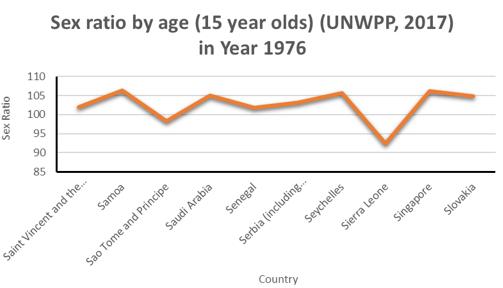 Sex ratio by age (15 year olds) (UNWPP, 2017)
in Year 1976
110
105
100
95
90
85
Sex Ratio
Saint Vincent and the...
Samoa
Sao Tome and Principe
Saudi Arabia
Senegal
Serbia (including...
Seychelles
Sierra Leone
Singapore
Slovakia
Country